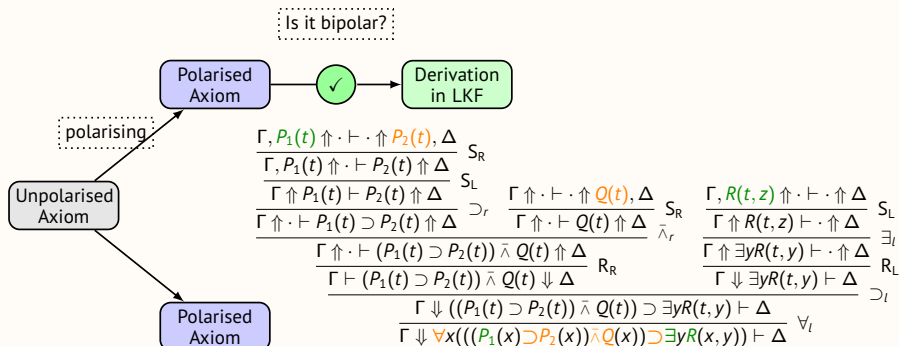 Is it bipolar?
Polarised
Axiom
✓
Derivation
in LKF
polarising
Unpolarised
Axiom
Polarised
Axiom
Γ, P₁(t) ⇑ · ⊢ · ⇑ P₂(t), Δ
S_R
Γ, P₁(t) ⇑ · ⊢ P₂(t) ⇑ Δ
S_L
Γ ⇑ P₁(t) ⊢ P₂(t) ⇑ Δ
⊃_r
Γ ⇑ · ⊢ P₁(t) ⊃ P₂(t) ⇑ Δ
Γ ⇑ · ⊢ · ⇑ Q(t), Δ
S_R
Γ ⇑ · ⊢ Q(t) ⇑ Δ
∧̄_r
Γ ⇑ · ⊢ (P₁(t) ⊃ P₂(t)) ∧̄ Q(t) ⇑ Δ
R_R
Γ ⊢ (P₁(t) ⊃ P₂(t)) ∧̄ Q(t) ⇓ Δ
Γ, R(t, z) ⇑ · ⊢ · ⇑ Δ
S_L
Γ ⇑ R(t, z) ⊢ · ⇑ Δ
∃_l
Γ ⇑ ∃yR(t, y) ⊢ · ⇑ Δ
R_L
Γ ⇓ ∃yR(t, y) ⊢ Δ
⊃_l
Γ ⇓ ((P₁(t) ⊃ P₂(t)) ∧̄ Q(t)) ⊃ ∃yR(t, y) ⊢ Δ
∀_l
Γ ⇓ ∀x(((P₁(x)⊃P₂(x))∧̄Q(x))⊃∃yR(x, y)) ⊢ Δ